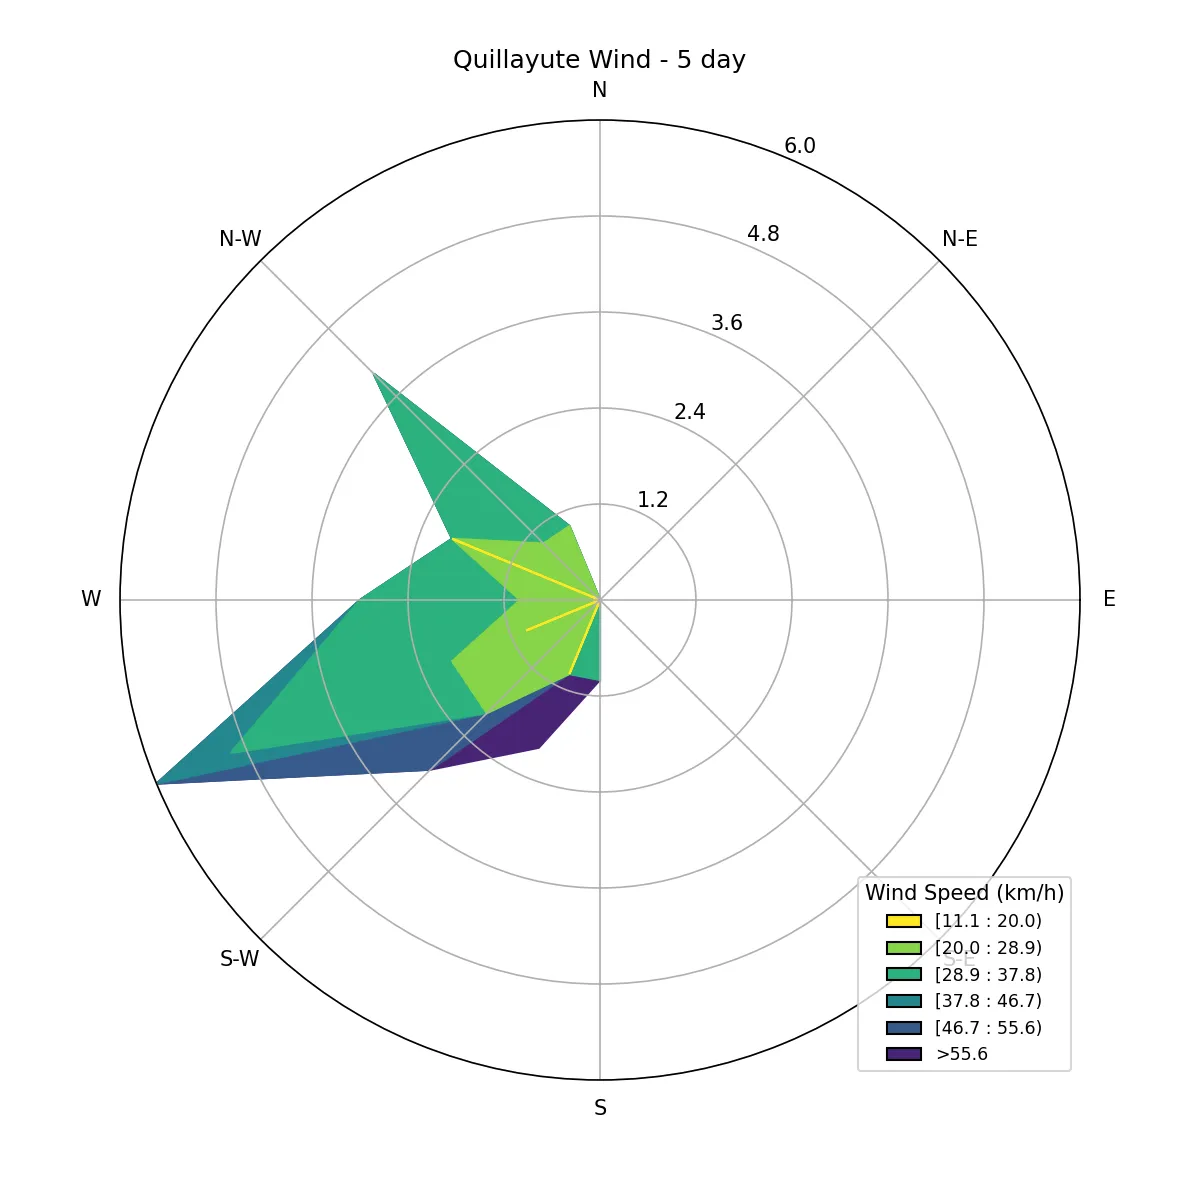 Quillayute Wind - 5 day
N
6.0
N-W
N-E
4.8
3.6
2.4
1.2
W
E
S-W
S-E
S
Wind Speed (km/h)
[11.1 : 20.0)
[20.0 : 28.9)
[28.9 : 37.8)
[37.8 : 46.7)
[46.7 : 55.6)
>55.6